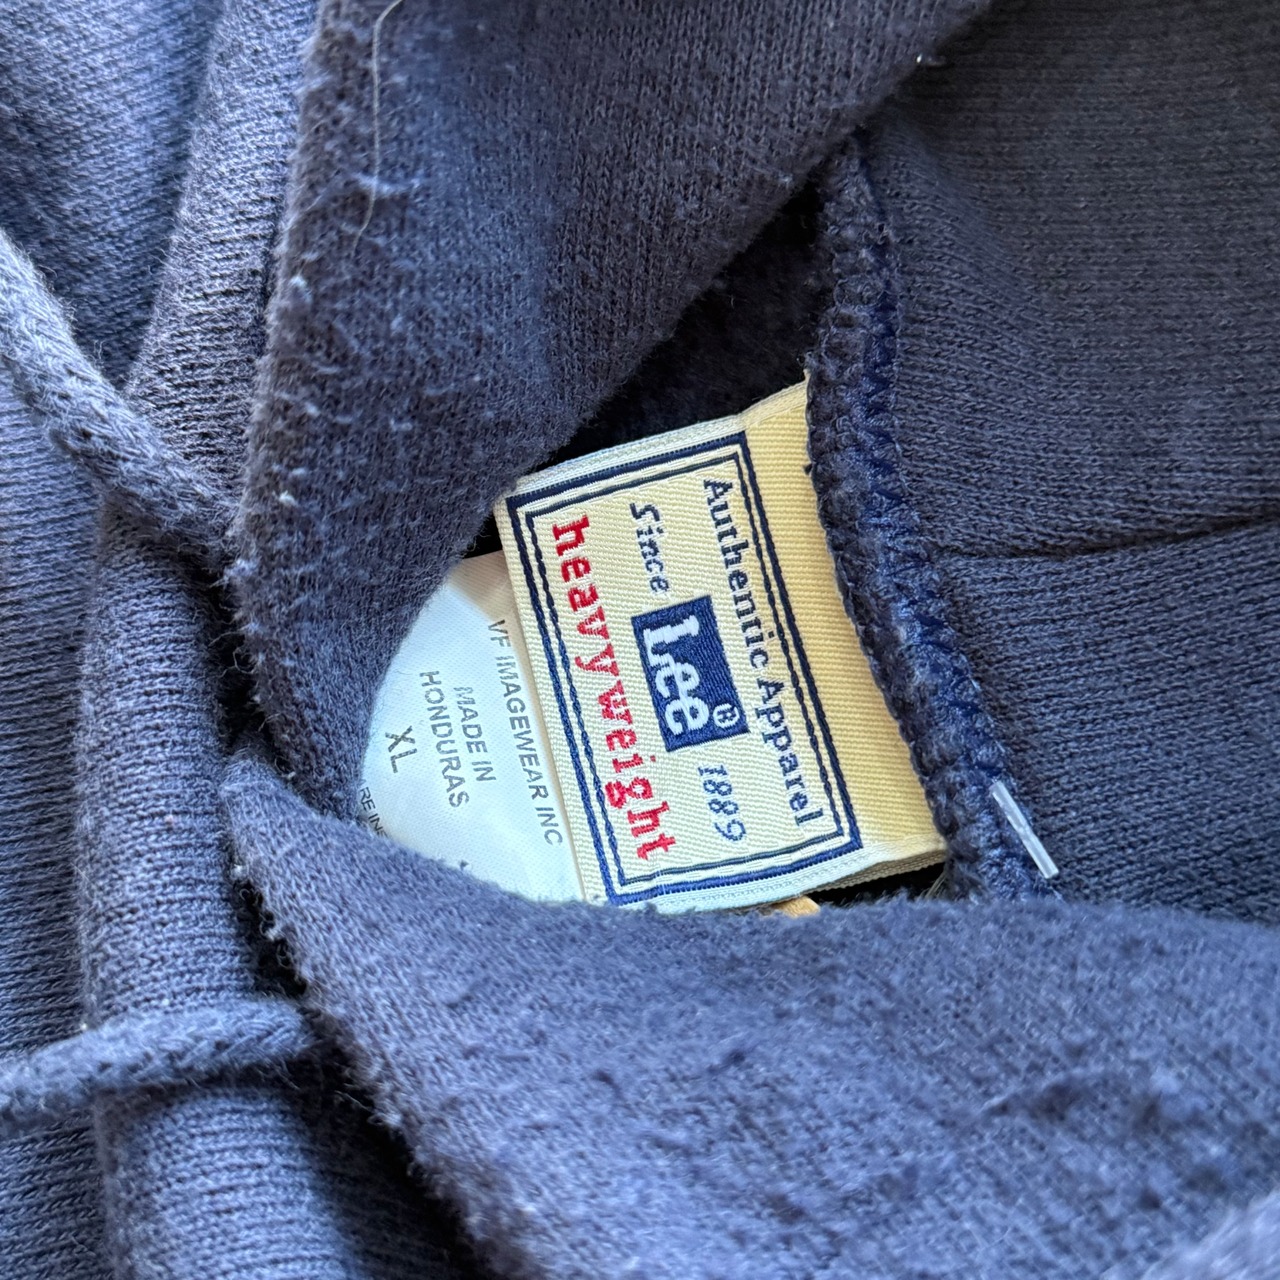 Authentic Apparel
Since Lee® 1889
heavyweight
VF IMAGEWEAR INC
MADE IN
HONDURAS
XL